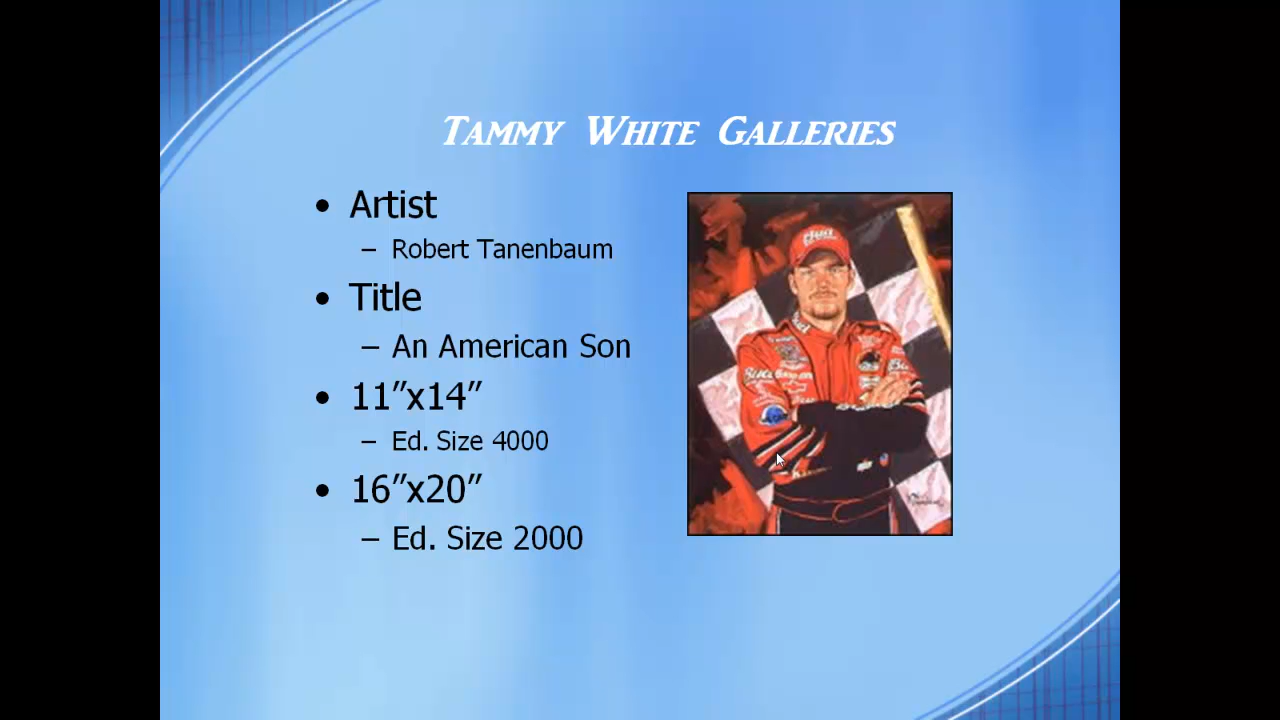 Tammy White Galleries
• Artist
– Robert Tanenbaum
• Title
– An American Son
• 11”x14”
– Ed. Size 4000
• 16”x20”
– Ed. Size 2000
Bud